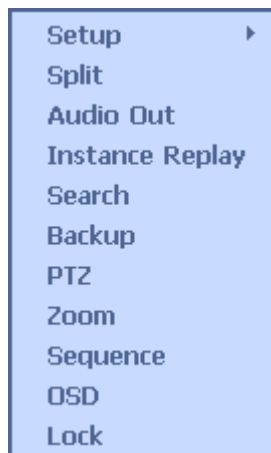 Setup
Split
Audio Out
Instance Replay
Search
Backup
PTZ
Zoom
Sequence
OSD
Lock